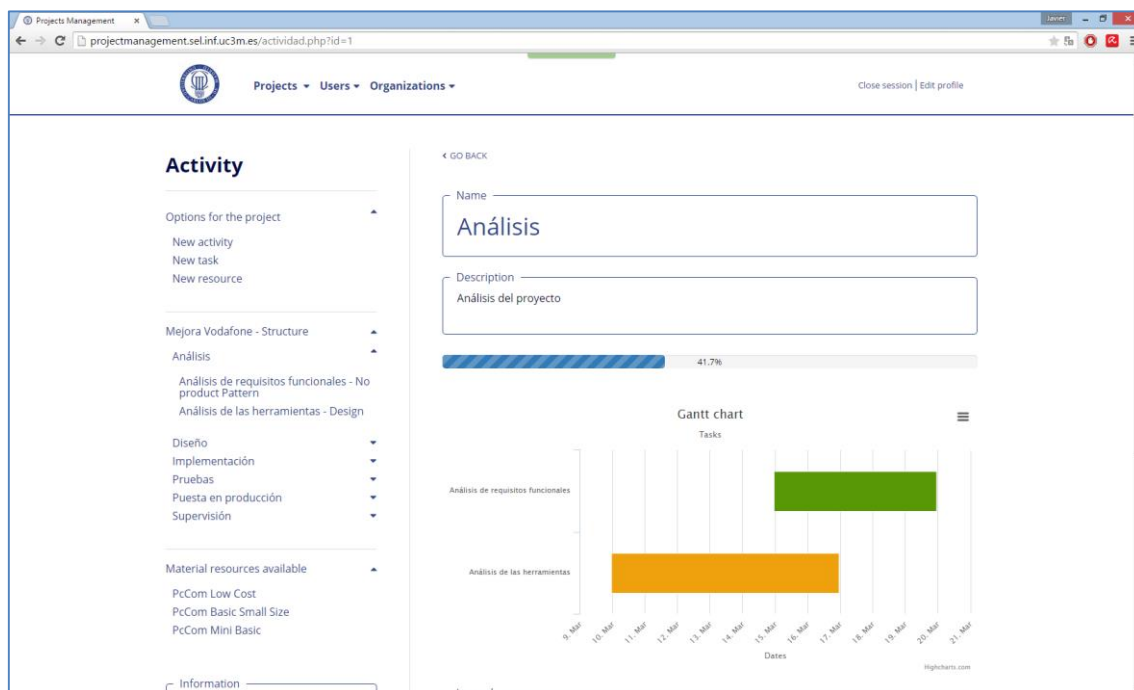 Projects Management
Javier
projectmanagement.sel.inf.uc3m.es/actividad.php?id=1
Projects Users Organizations
Close session | Edit profile
Activity
Options for the project
New activity
New task
New resource
Mejora Vodafone - Structure
Análisis
Análisis de requisitos funcionales - No
product Pattern
Análisis de las herramientas - Design
Diseño
Implementación
Pruebas
Puesta en producción
Supervisión
Material resources available
PcCom Low Cost
PcCom Basic Small Size
PcCom Mini Basic
Information
GO BACK
Name
Análisis
Description
Análisis del proyecto
41.7%
Gantt chart
Tasks
Análisis de requisitos funcionales
Análisis de las herramientas
9. Mar 10. Mar 11. Mar 12. Mar 13. Mar 14. Mar 15. Mar 16. Mar 17. Mar 18. Mar 19. Mar 20. Mar 21. Mar
Dates
Highcharts.com